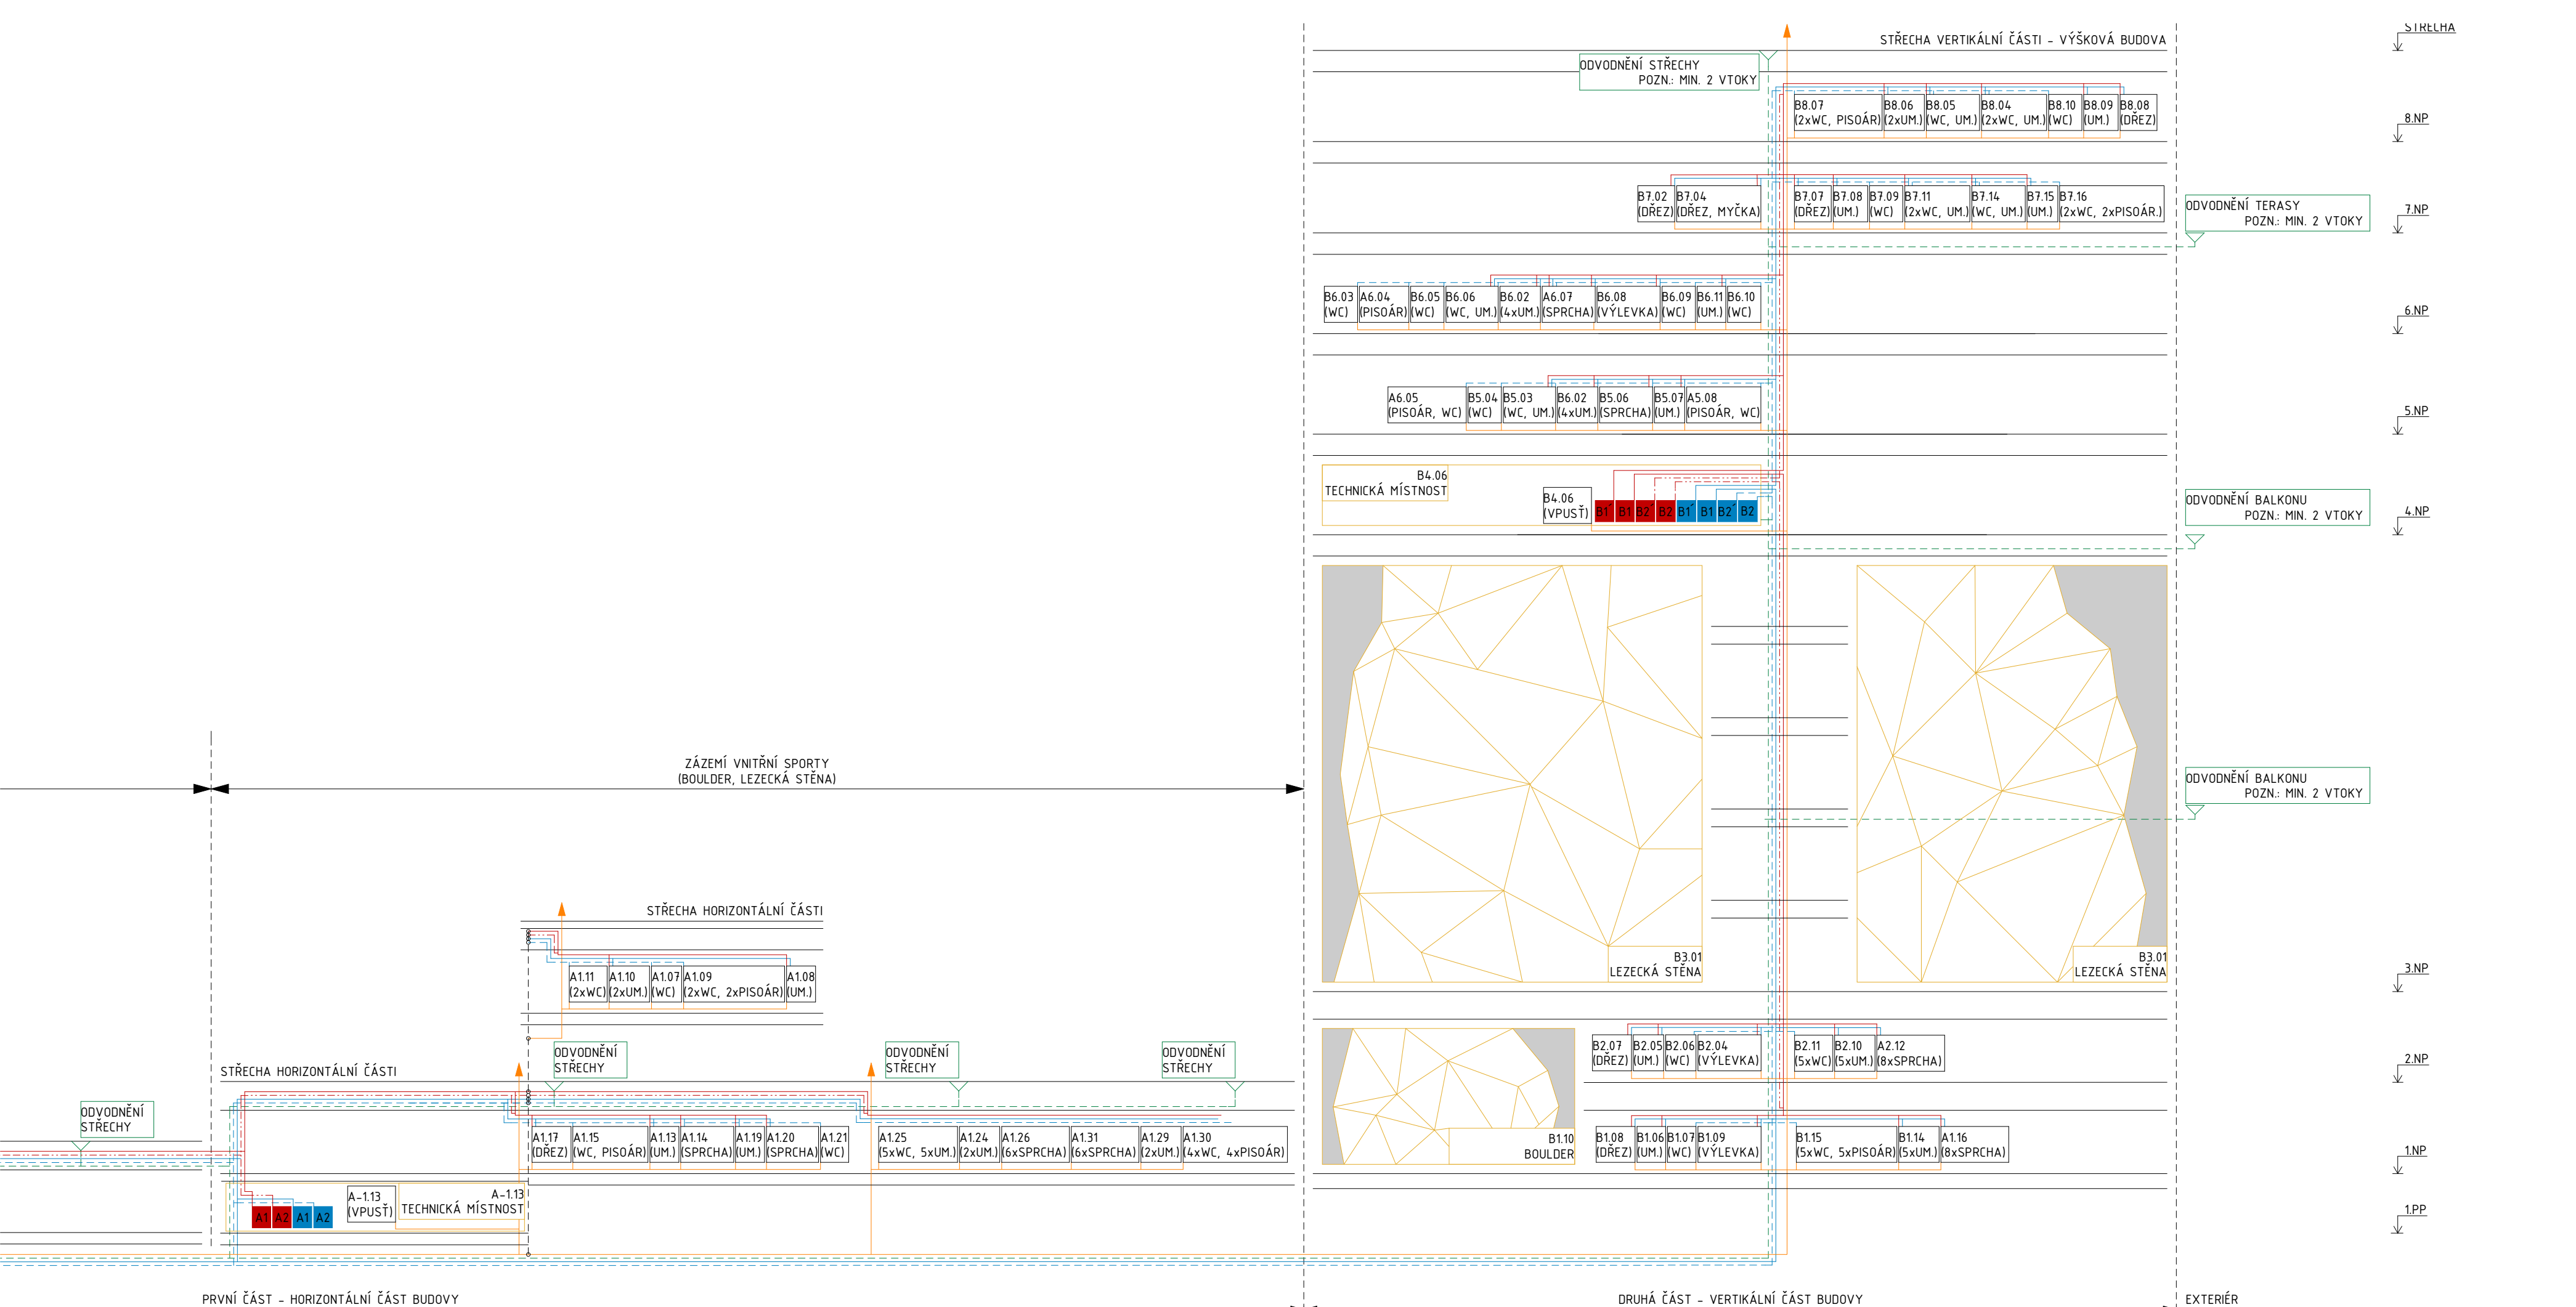 STŘECHA
STŘECHA VERTIKÁLNÍ ČÁSTI - VÝŠKOVÁ BUDOVA
ODVODNĚNÍ STŘECHY
POZN.: MIN. 2 VTOKY
B8.07
(2xWC, PISOÁR)
B8.06
(2xUM.)
B8.05
(WC, UM.)
B8.04
(2xWC, UM.)
B8.10
(WC)
B8.09
(UM.)
B8.08
(DŘEZ)
8.NP
B7.02
(DŘEZ)
B7.04
(DŘEZ, MYČKA)
B7.07
(DŘEZ)
B7.08
(UM.)
B7.09
(WC)
B7.11
(2xWC, UM.)
B7.14
(WC, UM.)
B7.15
(UM.)
B7.16
(2xWC, 2xPISOÁR.)
ODVODNĚNÍ TERASY
POZN.: MIN. 2 VTOKY
7.NP
B6.03
(WC)
A6.04
(PISOÁR)
B6.05
(WC)
B6.06
(WC, UM.)
B6.02
(4xUM.)
A6.07
(SPRCHA)
B6.08
(VÝLEVKA)
B6.09
(WC)
B6.11
(UM.)
B6.10
(WC)
6.NP
A6.05
(PISOÁR, WC)
B5.04
(WC)
B5.03
(WC, UM.)
B6.02
(4xUM.)
B5.06
(SPRCHA)
B5.07
(UM.)
A5.08
(PISOÁR, WC)
5.NP
B4.06
TECHNICKÁ MÍSTNOST
B4.06
(VPUSŤ)
B1´ B1 B2´ B2 B1´ B1 B2´ B2
ODVODNĚNÍ BALKONU
POZN.: MIN. 2 VTOKY
4.NP
ZÁZEMÍ VNITŘNÍ SPORTY
(BOULDER, LEZECKÁ STĚNA)
ODVODNĚNÍ BALKONU
POZN.: MIN. 2 VTOKY
STŘECHA HORIZONTÁLNÍ ČÁSTI
B3.01
LEZECKÁ STĚNA
B3.01
LEZECKÁ STĚNA
3.NP
A1.11
(2xWC)
A1.10
(2xUM.)
A1.07
(WC)
A1.09
(2xWC, 2xPISOÁR)
A1.08
(UM.)
STŘECHA HORIZONTÁLNÍ ČÁSTI
ODVODNĚNÍ
STŘECHY
ODVODNĚNÍ
STŘECHY
ODVODNĚNÍ
STŘECHY
B2.07
(DŘEZ)
B2.05
(UM.)
B2.06
(WC)
B2.04
(VÝLEVKA)
B2.11
(5xWC)
B2.10
(5xUM.)
A2.12
(8xSPRCHA)
2.NP
ODVODNĚNÍ
STŘECHY
A1.17
(DŘEZ)
A1.15
(WC, PISOÁR)
A1.13
(UM.)
A1.14
(SPRCHA)
A1.19
(UM.)
A1.20
(SPRCHA)
A1.21
(WC)
A1.25
(5xWC, 5xUM.)
A1.24
(2xUM.)
A1.26
(6xSPRCHA)
A1.31
(6xSPRCHA)
A1.29
(2xUM.)
A1.30
(4xWC, 4xPISOÁR)
B1.10
BOULDER
B1.08
(DŘEZ)
B1.06
(UM.)
B1.07
(WC)
B1.09
(VÝLEVKA)
B1.15
(5xWC, 5xPISOÁR)
B1.14
(5xUM.)
A1.16
(8xSPRCHA)
1.NP
A1 A2 A1 A2
A-1.13
(VPUSŤ)
A-1.13
TECHNICKÁ MÍSTNOST
1.PP
PRVNÍ ČÁST - HORIZONTÁLNÍ ČÁST BUDOVY
DRUHÁ ČÁST - VERTIKÁLNÍ ČÁST BUDOVY
EXTERIÉR